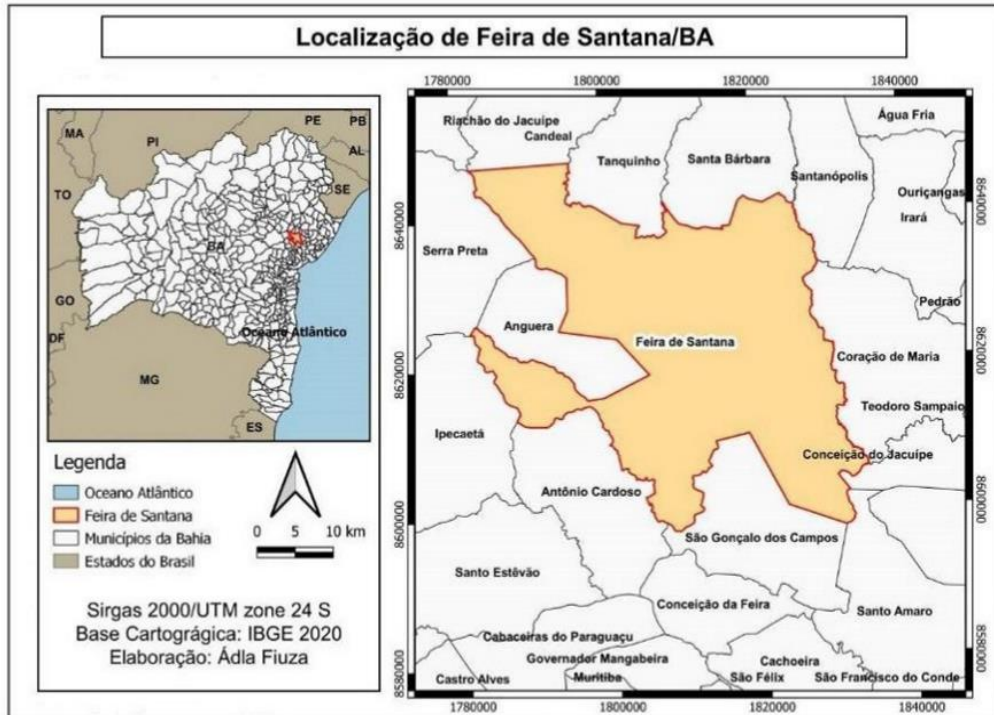 Localização de Feira de Santana/BA
1780000
1800000
1820000
1840000
MA
PI
PE
PB
AL
SE
TO
BA
GO
DF
Oceano Atlântico
MG
ES
Legenda
Oceano Atlântico
Feira de Santana
Municípios da Bahia
Estados do Brasil
0 5 10 km
Sirgas 2000/UTM zone 24 S
Base Cartográgica: IBGE 2020
Elaboração: Ádla Fiuza
Riachão do Jacuípe
Candeal
Tanquinho
Santa Bárbara
Água Fria
Santanópolis
Ouriçangas
Irará
8640000
8640000
Serra Preta
Pedrão
Anguera
Feira de Santana
Coração de Maria
8620000
8620000
Teodoro Sampaio
Ipecaetá
Conceição do Jacuípe
Antônio Cardoso
8600000
8600000
São Gonçalo dos Campos
Santo Estêvão
Conceição da Feira
Santo Amaro
Cabaceiras do Paraguaçu
Governador Mangabeira
Cachoeira
8580000
8580000
Castro Alves
Muritiba
São Félix
São Francisco do Conde
1780000
1800000
1820000
1840000